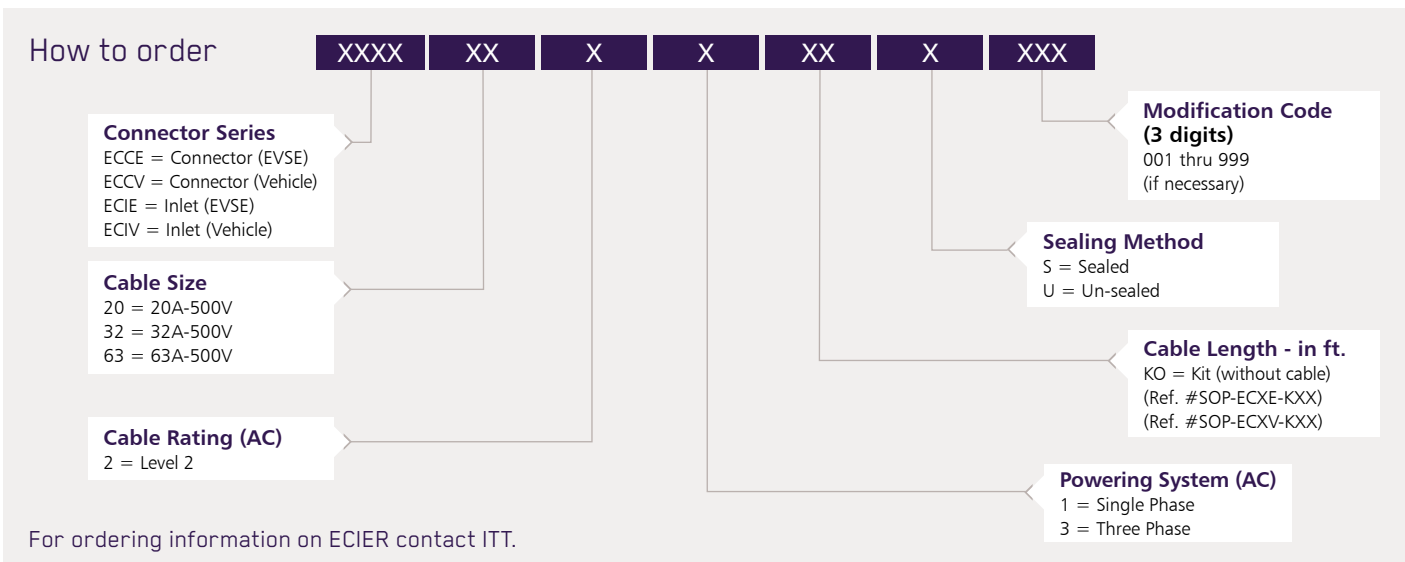 How to order
XXXX XX X X XX X XXX
Connector Series
ECCE = Connector (EVSE)
ECCV = Connector (Vehicle)
ECIE = Inlet (EVSE)
ECIV = Inlet (Vehicle)
Cable Size
20 = 20A-500V
32 = 32A-500V
63 = 63A-500V
Cable Rating (AC)
2 = Level 2
Modification Code
(3 digits)
001 thru 999
(if necessary)
Sealing Method
S = Sealed
U = Un-sealed
Cable Length - in ft.
KO = Kit (without cable)
(Ref. #SOP-ECXE-KXX)
(Ref. #SOP-ECXV-KXX)
Powering System (AC)
1 = Single Phase
3 = Three Phase
For ordering information on ECIER contact ITT.